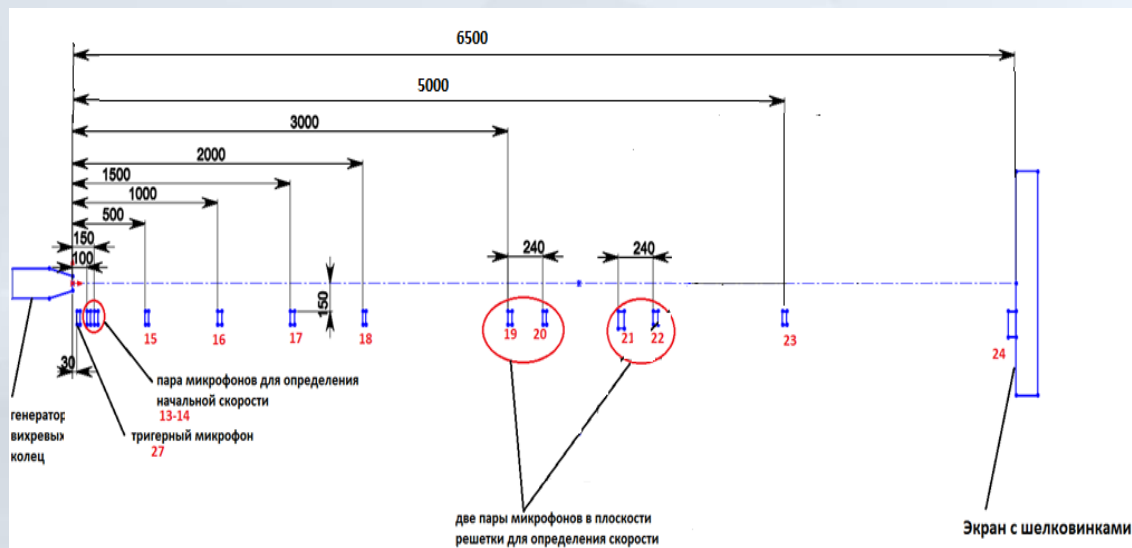 6500
5000
3000
2000
1500
1000
500
150
100
240
240
150
30
15
16
17
18
19
20
21
22
23
24
пара микрофонов для определения
начальной скорости
13-14
тригерный микрофон
27
генератор
вихревых
колец
две пары микрофонов в плоскости
решетки для определения скорости
Экран с шелковинками